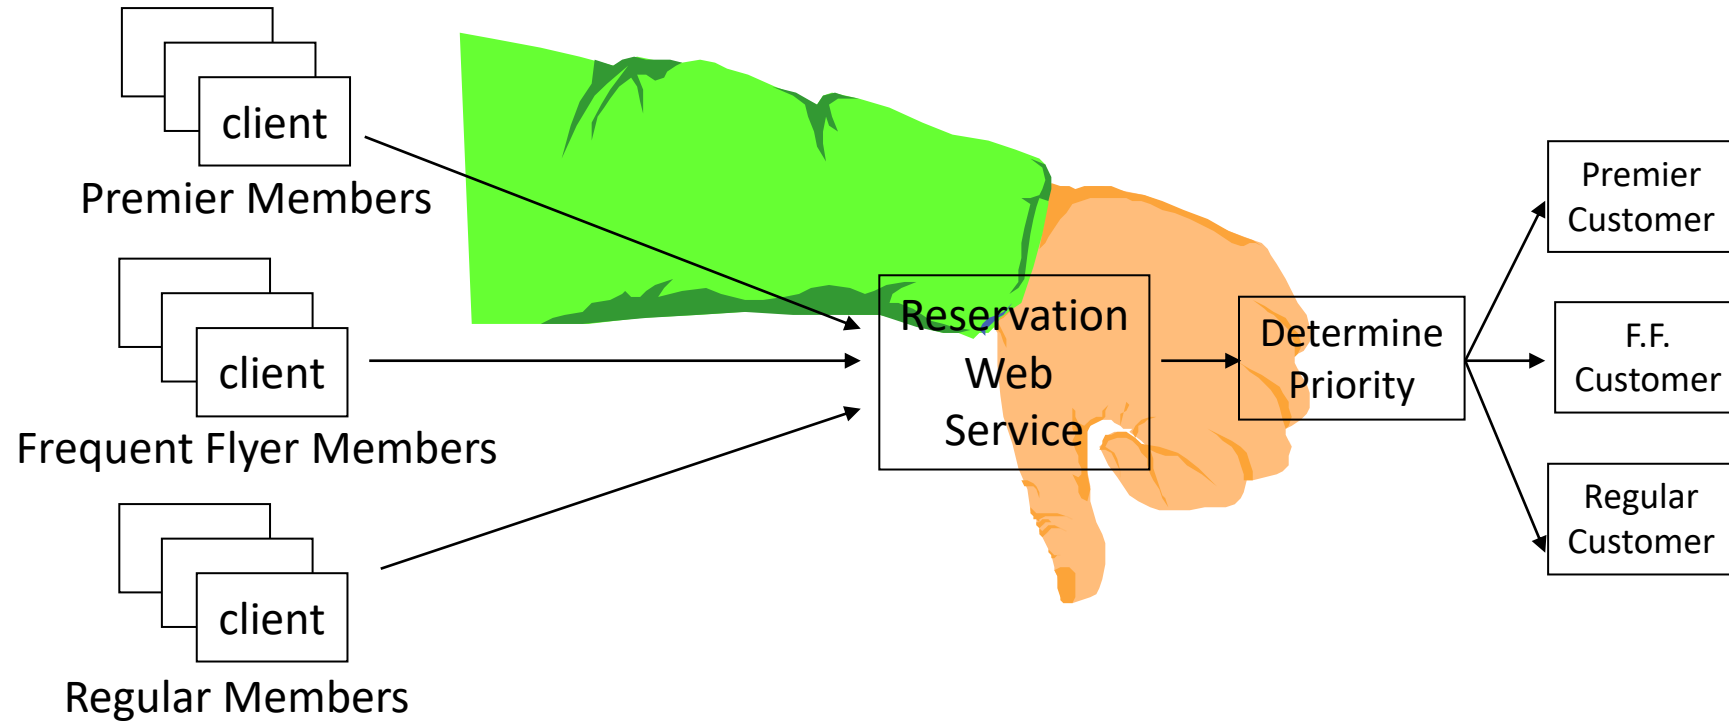 client
Premier Members
client
Frequent Flyer Members
client
Regular Members
Reservation
Web
Service
Determine
Priority
Premier
Customer
F.F.
Customer
Regular
Customer